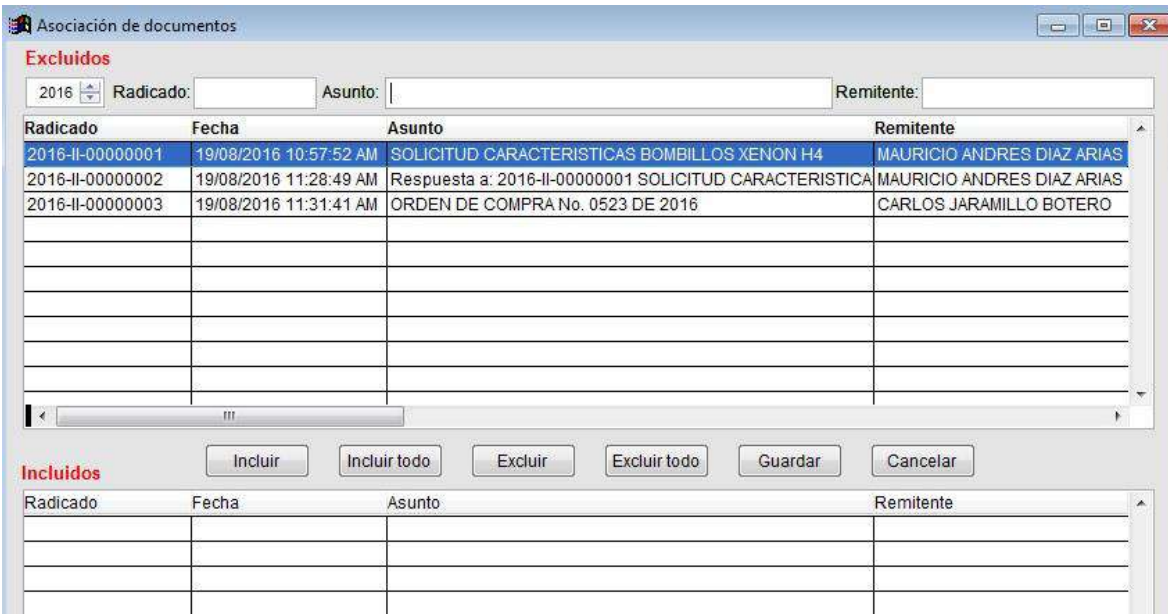 Asociación de documentos
Excluidos
2016 Radicado: Asunto: Remitente:
Radicado Fecha Asunto Remitente
2016-II-00000001 19/08/2016 10:57:52 AM SOLICITUD CARACTERISTICAS BOMBILLOS XENON H4 MAURICIO ANDRES DIAZ ARIAS
2016-II-00000002 19/08/2016 11:28:49 AM Respuesta a: 2016-II-00000001 SOLICITUD CARACTERISTICA MAURICIO ANDRES DIAZ ARIAS
2016-II-00000003 19/08/2016 11:31:41 AM ORDEN DE COMPRA No. 0523 DE 2016 CARLOS JARAMILLO BOTERO
Incluir Incluir todo Excluir Excluir todo Guardar Cancelar
Incluidos
Radicado Fecha Asunto Remitente